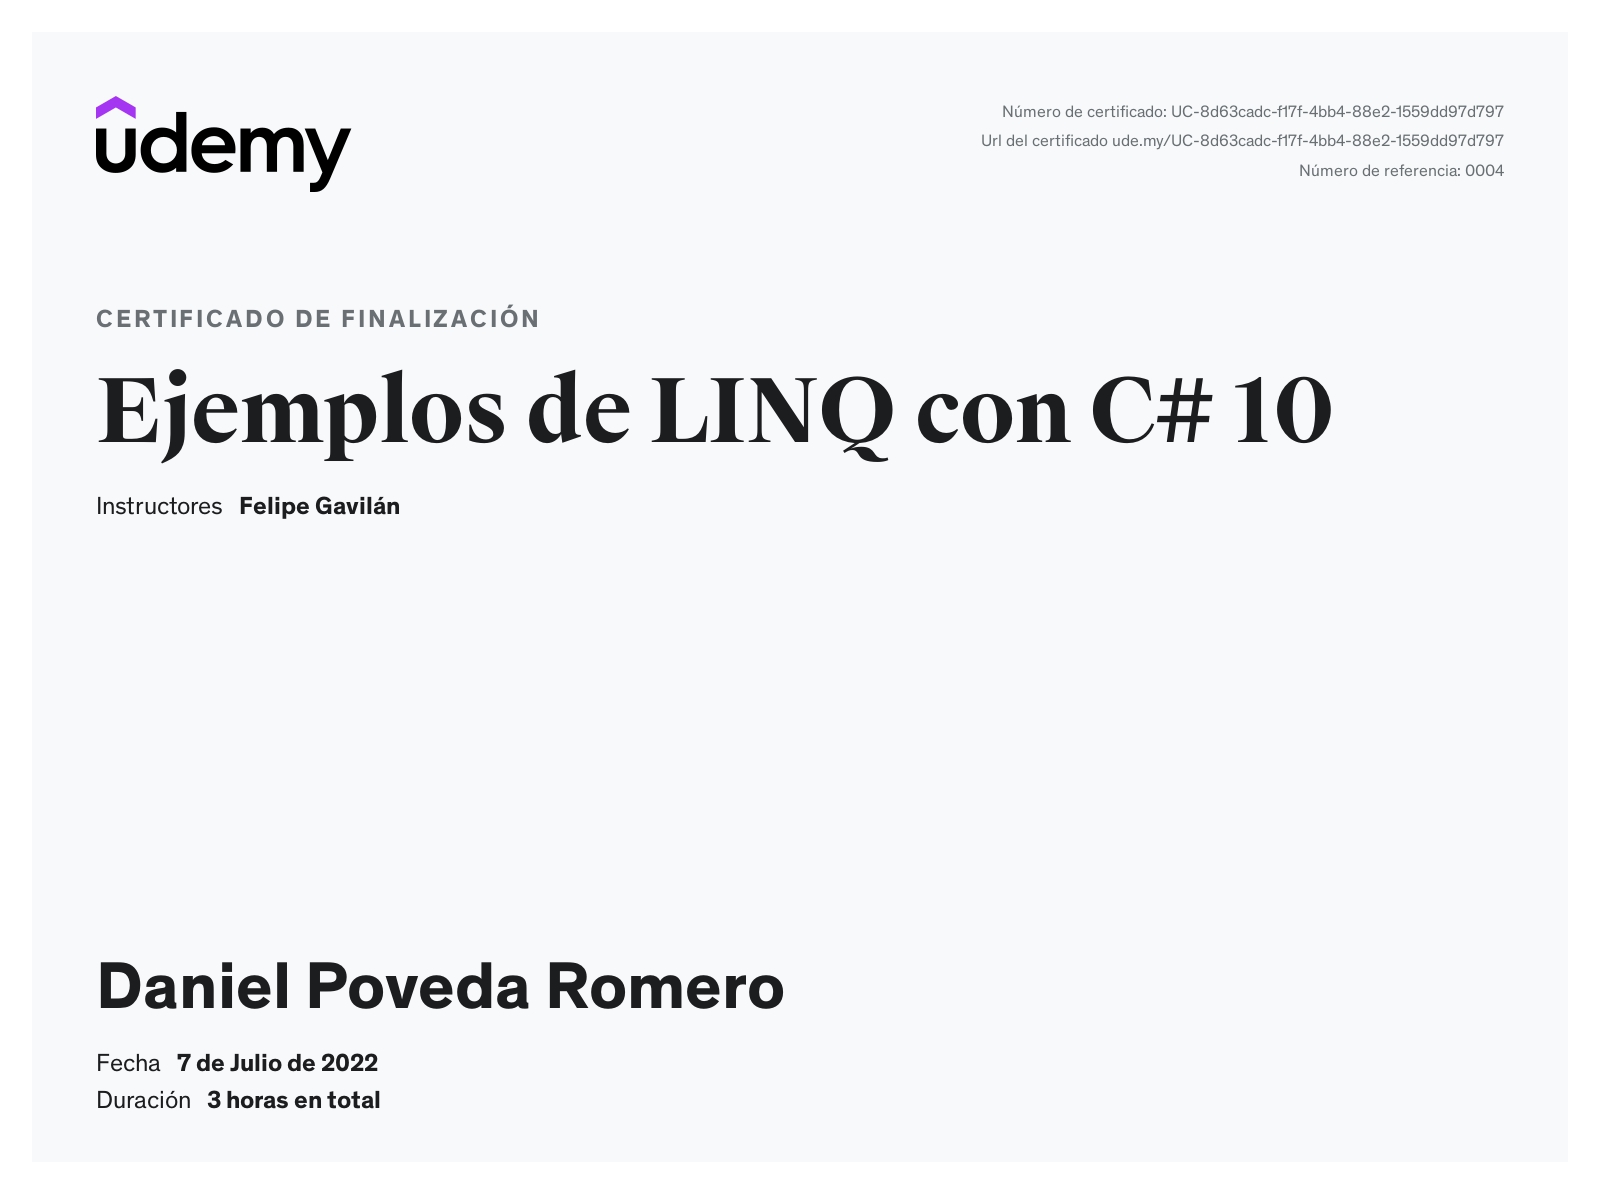 udemy
Número de certificado: UC-8d63cadc-f17f-4bb4-88e2-1559dd97d797
Url del certificado ude.my/UC-8d63cadc-f17f-4bb4-88e2-1559dd97d797
Número de referencia: 0004
CERTIFICADO DE FINALIZACIÓN
Ejemplos de LINQ con C# 10
Instructores Felipe Gavilán
Daniel Poveda Romero
Fecha 7 de Julio de 2022
Duración 3 horas en total